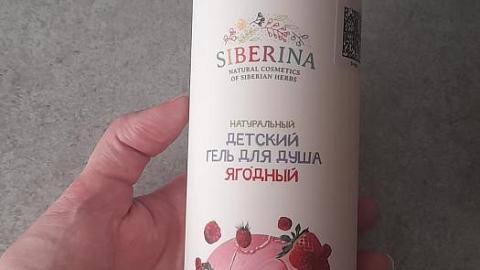 SIBERINA
NATURAL COSMETICS
OF SIBERIAN HERBS
НАТУРАЛЬНЫЙ
ДЕТСКИЙ
ГЕЛЬ ДЛЯ ДУША
ЯГОДНЫЙ